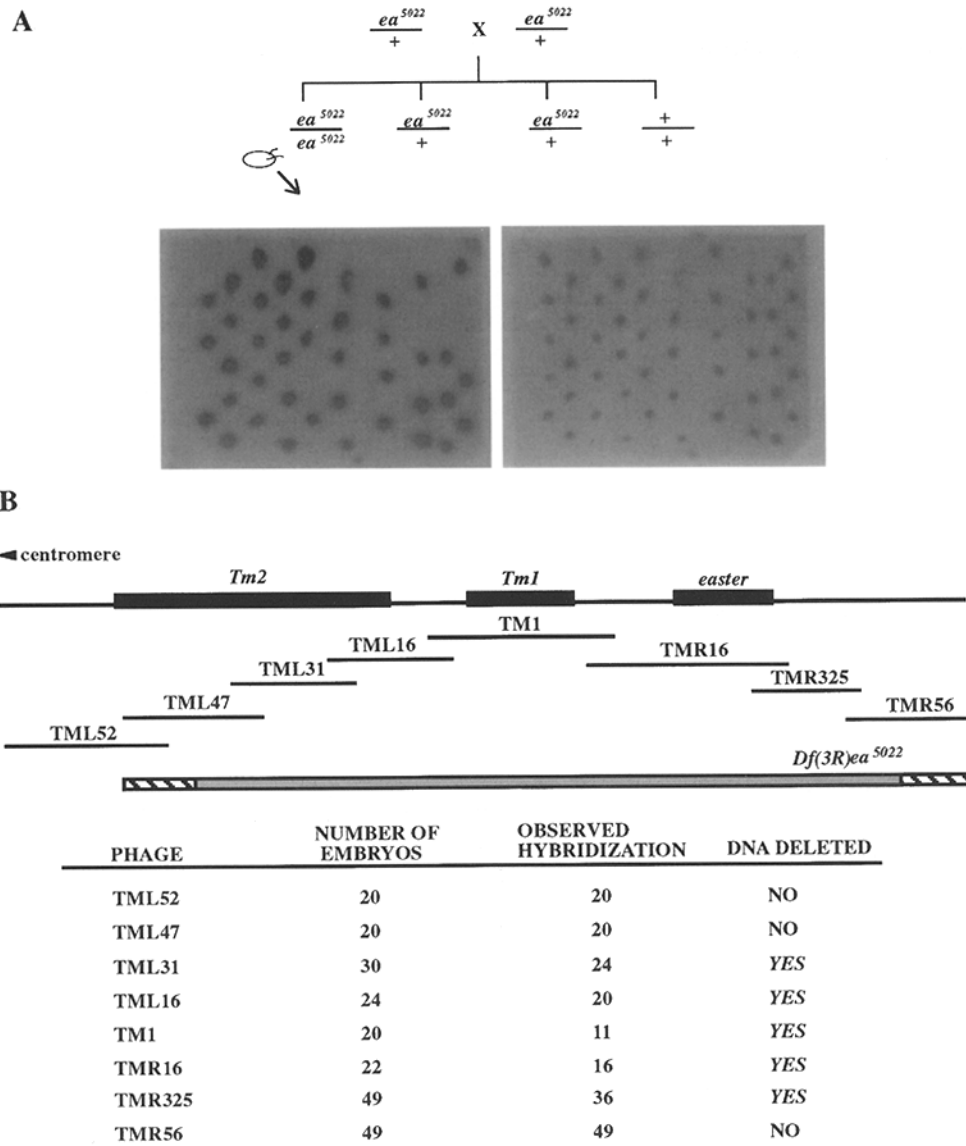 A
ea⁵⁰²² X ea⁵⁰²²
+ +
ea⁵⁰²² ea⁵⁰²² ea⁵⁰²² +
ea⁵⁰²² + + +
B
centromere
Tm2 Tm1 easter
TM1
TML16 TMR16
TML31 TMR325
TML47 TMR56
TML52
Df(3R)ea⁵⁰²²
PHAGE NUMBER OF EMBRYOS OBSERVED HYBRIDIZATION DNA DELETED
TML52 20 20 NO
TML47 20 20 NO
TML31 30 24 YES
TML16 24 20 YES
TM1 20 11 YES
TMR16 22 16 YES
TMR325 49 36 YES
TMR56 49 49 NO